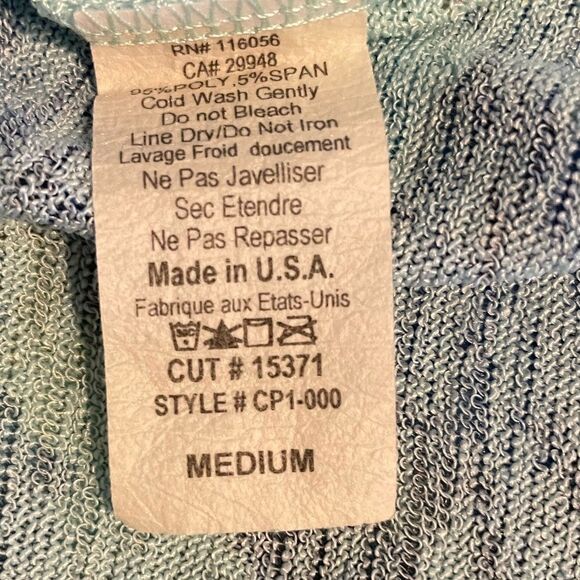 RN# 116056
CA# 29948
95%POLY,5%SPAN
Cold Wash Gently
Do not Bleach
Line Dry/Do Not Iron
Lavage Froid doucement
Ne Pas Javelliser
Sec Etendre
Ne Pas Repasser
Made in U.S.A.
Fabrique aux Etats-Unis
CUT # 15371
STYLE # CP1-000
MEDIUM